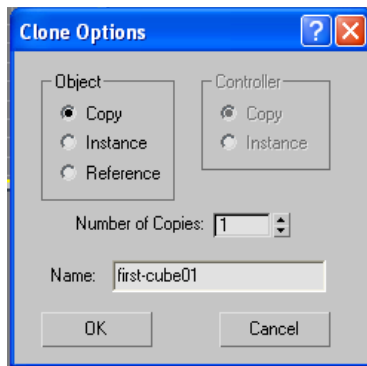 Clone Options
?
X
Object
Copy
Instance
Reference
Controller
Copy
Instance
Number of Copies: 1
Name: first-cube01
OK
Cancel